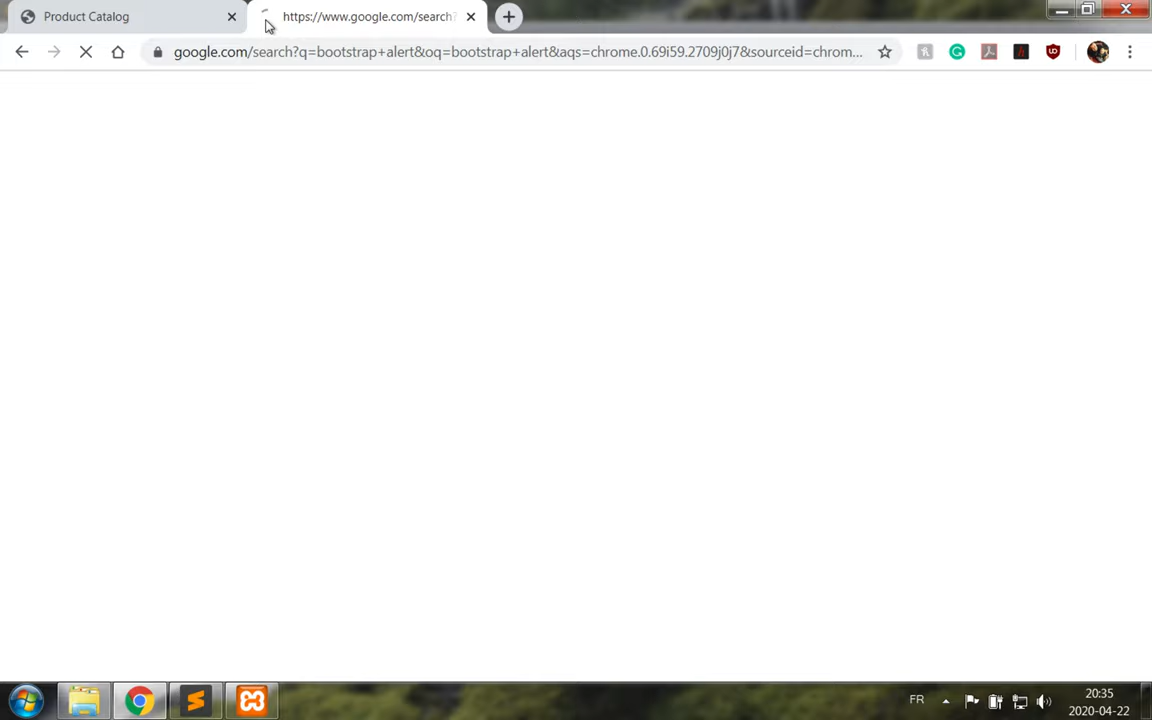 Product Catalog
https://www.google.com/search?
google.com/search?q=bootstrap+alert&oq=bootstrap+alert&aqs=chrome.0.69i59.2709j0j7&sourceid=chrom...
FR
20:35
2020-04-22